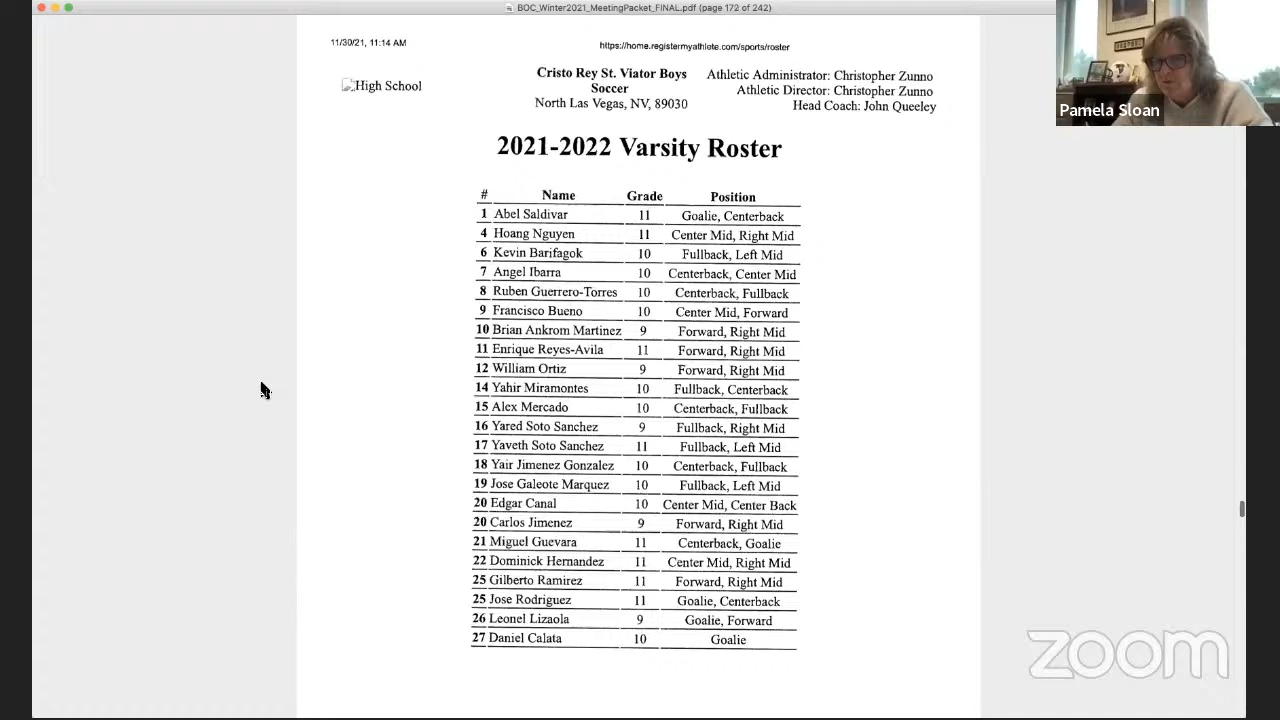 BOC_Winter2021_MeetingPacket_FINAL.pdf (page 172 of 242)
11/30/21, 11:14 AM
https://home.registermyathlete.com/sports/roster
High School
Cristo Rey St. Viator Boys
Soccer
North Las Vegas, NV, 89030
Athletic Administrator: Christopher Zunno
Athletic Director: Christopher Zunno
Head Coach: John Queeley
Pamela Sloan
2021-2022 Varsity Roster
# Name Grade Position
1 Abel Saldivar 11 Goalie, Centerback
4 Hoang Nguyen 11 Center Mid, Right Mid
6 Kevin Barifagok 10 Fullback, Left Mid
7 Angel Ibarra 10 Centerback, Center Mid
8 Ruben Guerrero-Torres 10 Centerback, Fullback
9 Francisco Bueno 10 Center Mid, Forward
10 Brian Ankrom Martinez 9 Forward, Right Mid
11 Enrique Reyes-Avila 11 Forward, Right Mid
12 William Ortiz 9 Forward, Right Mid
14 Yahir Miramontes 10 Fullback, Centerback
15 Alex Mercado 10 Centerback, Fullback
16 Yared Soto Sanchez 9 Fullback, Right Mid
17 Yaveth Soto Sanchez 11 Fullback, Left Mid
18 Yair Jimenez Gonzalez 10 Centerback, Fullback
19 Jose Galeote Marquez 10 Fullback, Left Mid
20 Edgar Canal 10 Center Mid, Center Back
20 Carlos Jimenez 9 Forward, Right Mid
21 Miguel Guevara 11 Centerback, Goalie
22 Dominick Hernandez 11 Center Mid, Right Mid
25 Gilberto Ramirez 11 Forward, Right Mid
25 Jose Rodriguez 11 Goalie, Centerback
26 Leonel Lizaola 9 Goalie, Forward
27 Daniel Calata 10 Goalie
zoom